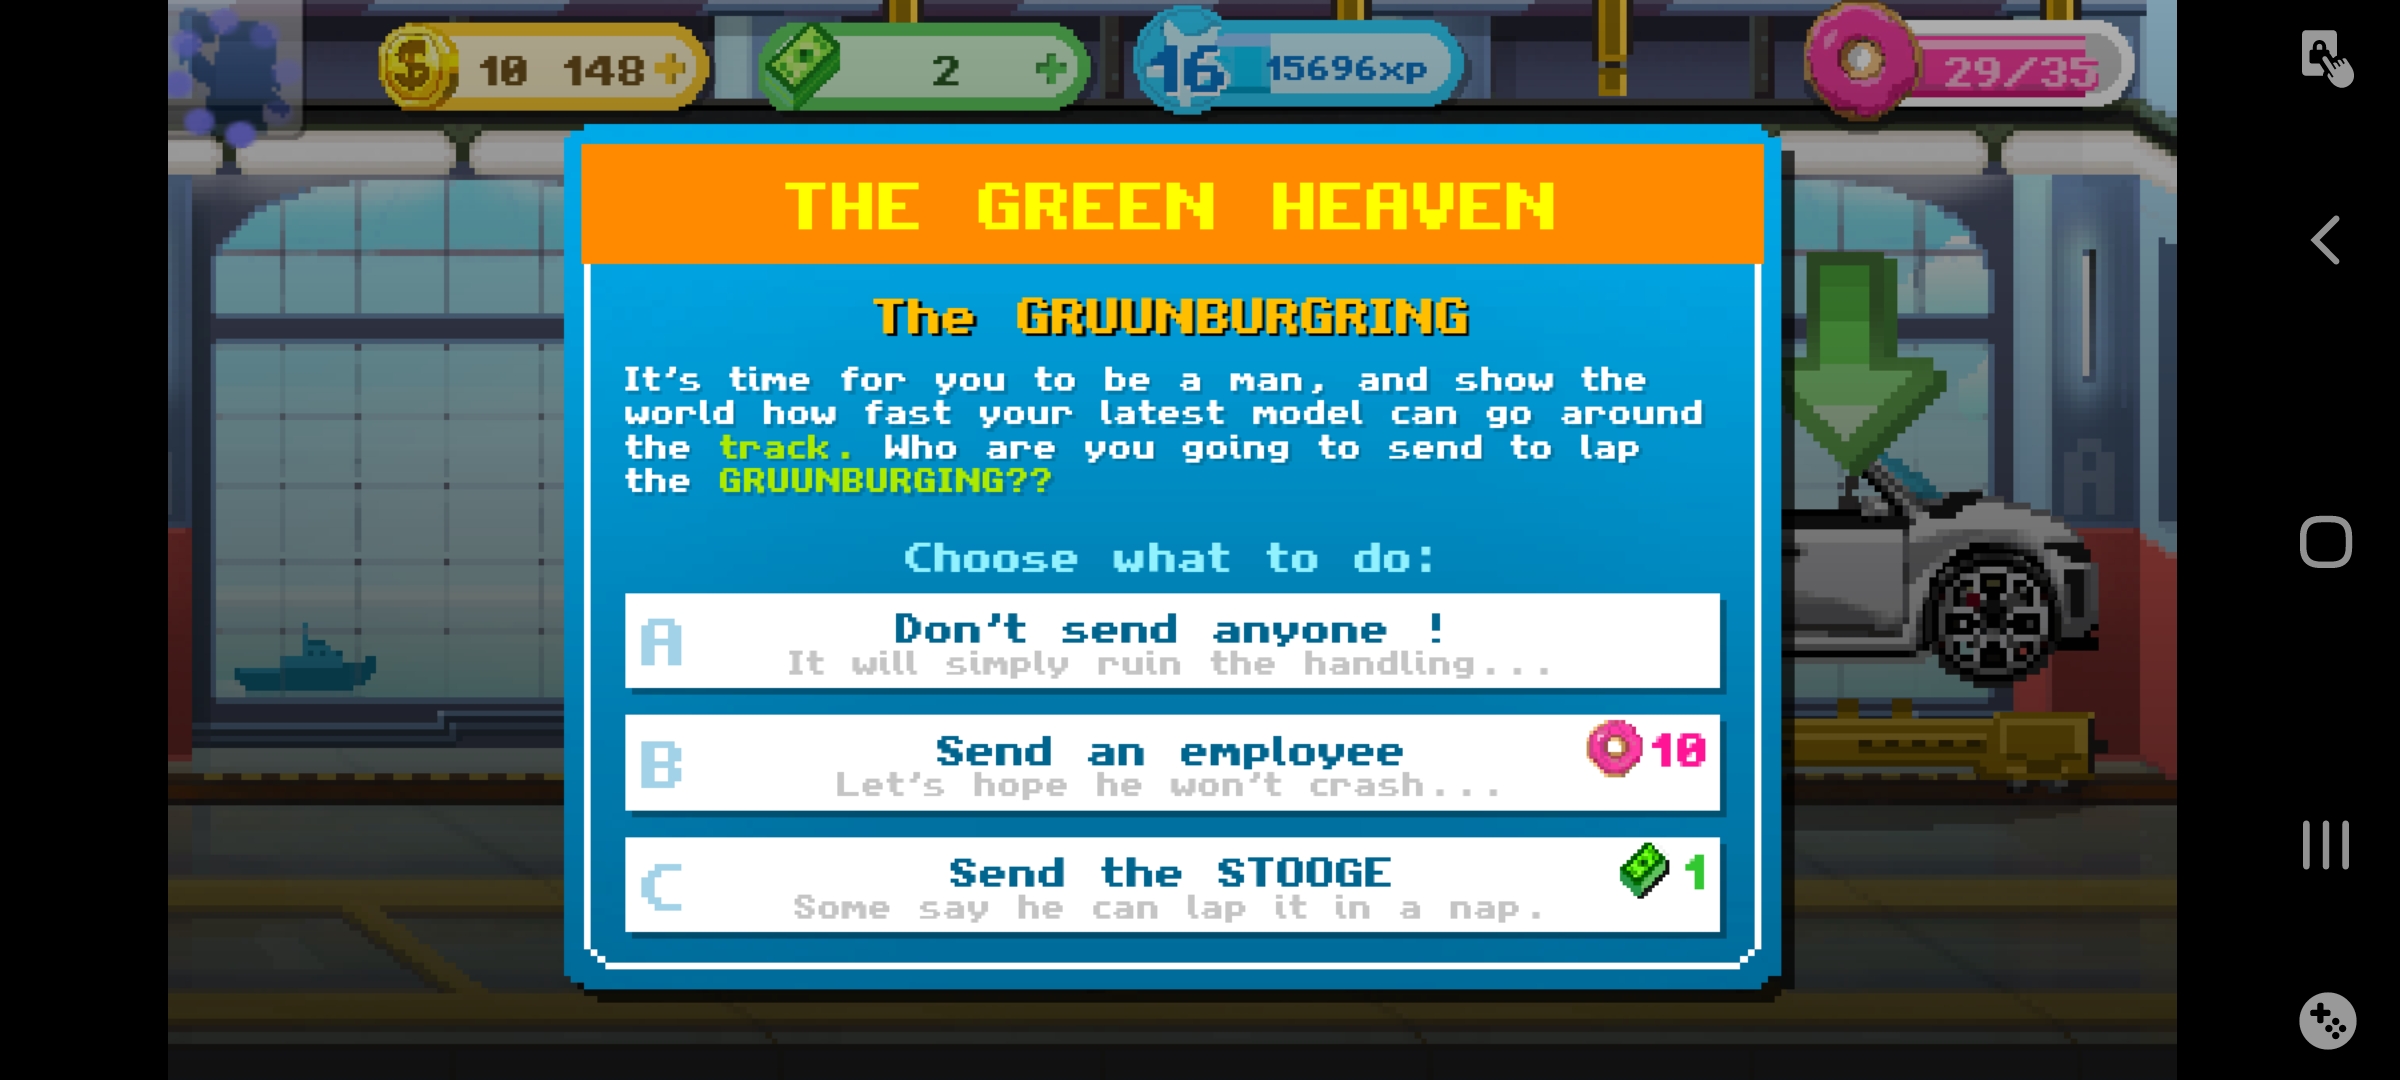 10 148
2
16
15696xp
29/35
THE GREEN HEAVEN
The GRUUNBURGRING
It's time for you to be a man, and show the
world how fast your latest model can go around
the track. Who are you going to send to lap
the GRUUNBURGING??
Choose what to do:
A
Don't send anyone !
It will simply ruin the handling...
B
Send an employee
10
Let's hope he won't crash...
C
Send the STOOGE
1
Some say he can lap it in a nap.
A